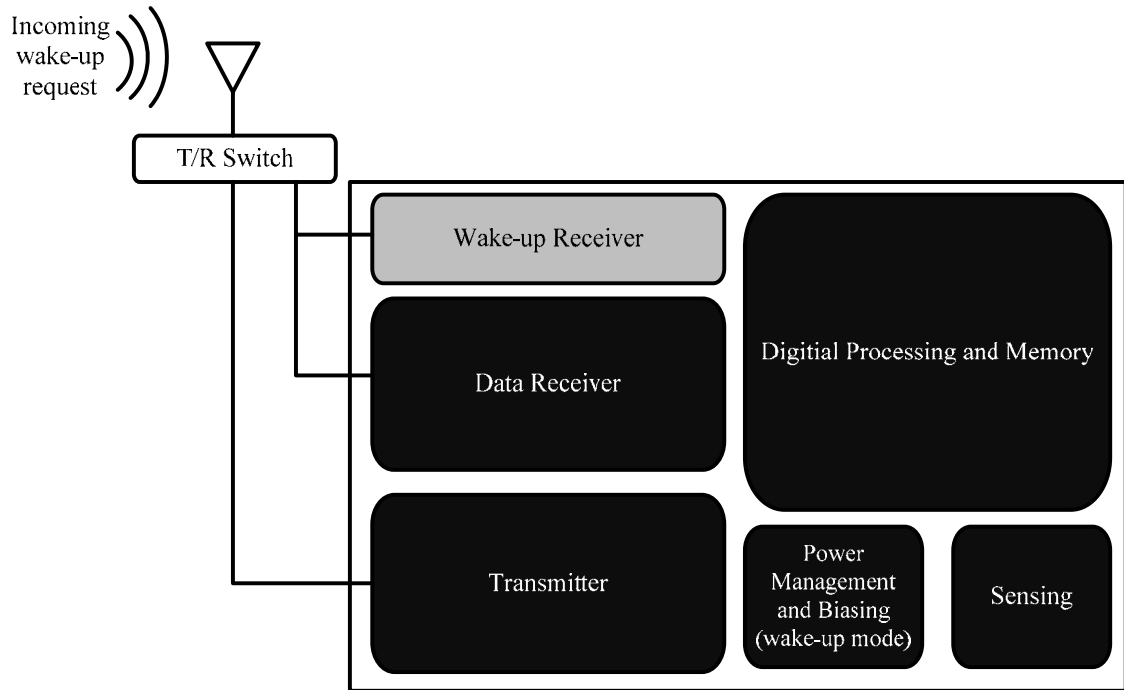 Incoming
wake-up
request
T/R Switch
Wake-up Receiver
Data Receiver
Transmitter
Digitial Processing and Memory
Power
Management
and Biasing
(wake-up mode)
Sensing